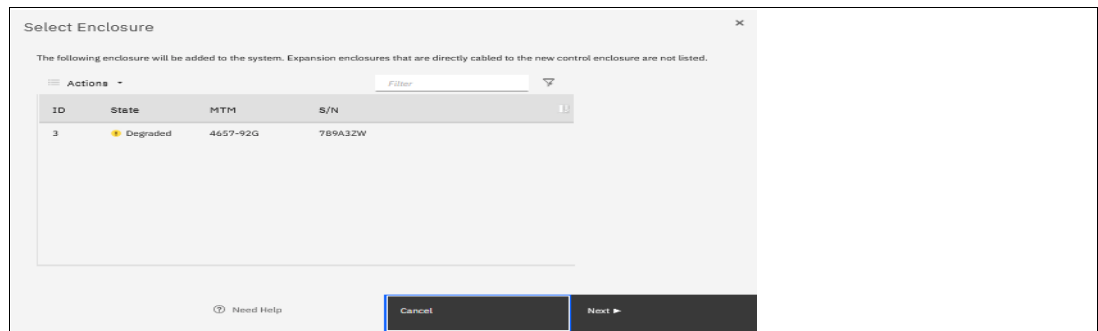 Select Enclosure
The following enclosure will be added to the system. Expansion enclosures that are directly cabled to the new control enclosure are not listed.
Actions
Filter
ID State MTM S/N
3 Degraded 4657-92G 789A3ZW
Need Help
Cancel
Next